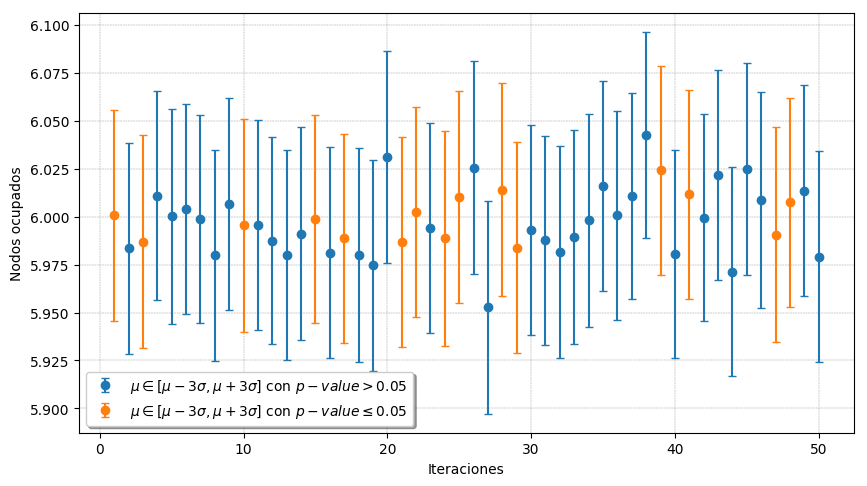 6.100
6.075
6.050
6.025
6.000
5.975
5.950
5.925
5.900
Nodos ocupados
μ ∈ [μ − 3σ, μ + 3σ] con p − value > 0.05
μ ∈ [μ − 3σ, μ + 3σ] con p − value ≤ 0.05
0 10 20 30 40 50
Iteraciones